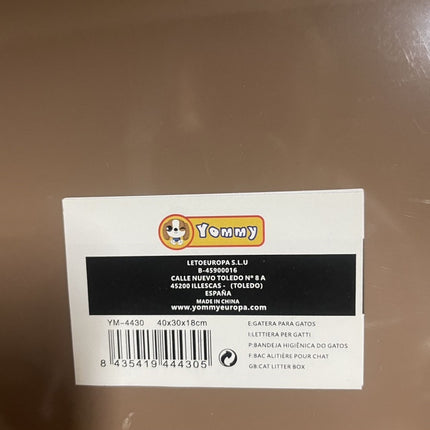 Yommy
LETOEUROPA S.L.U
B-45900016
CALLE NUEVO TOLEDO Nº 8 A
45200 ILLESCAS - (TOLEDO)
ESPAÑA
MADE IN CHINA
www.yommyeuropa.com
YM-4430 40x30x18cm
8 435419 444305
E:GATERA PARA GATOS
I:LETTIERA PER GATTI
P:BANDEJA HIGIÊNICA DO GATOS
F:BAC ALITIÈRE POUR CHAT
GB:CAT LITTER BOX